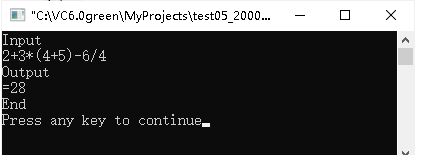 "C:\VC6.0green\MyProjects\test05_2000...
Input
2+3*(4+5)-6/4
Output
=28
End
Press any key to continue